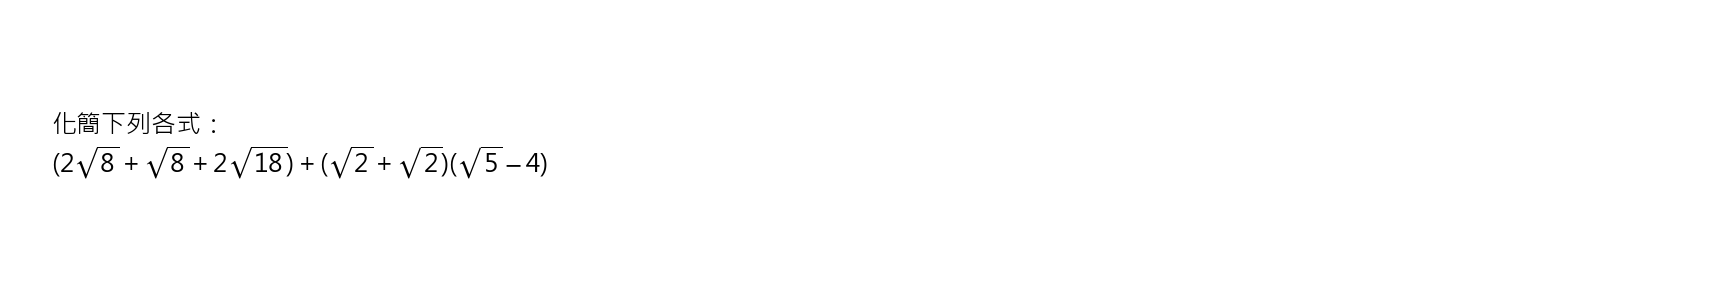 化簡下列各式：
(2√8 + √8 + 2√18) + (√2 + √2)(√5 – 4)